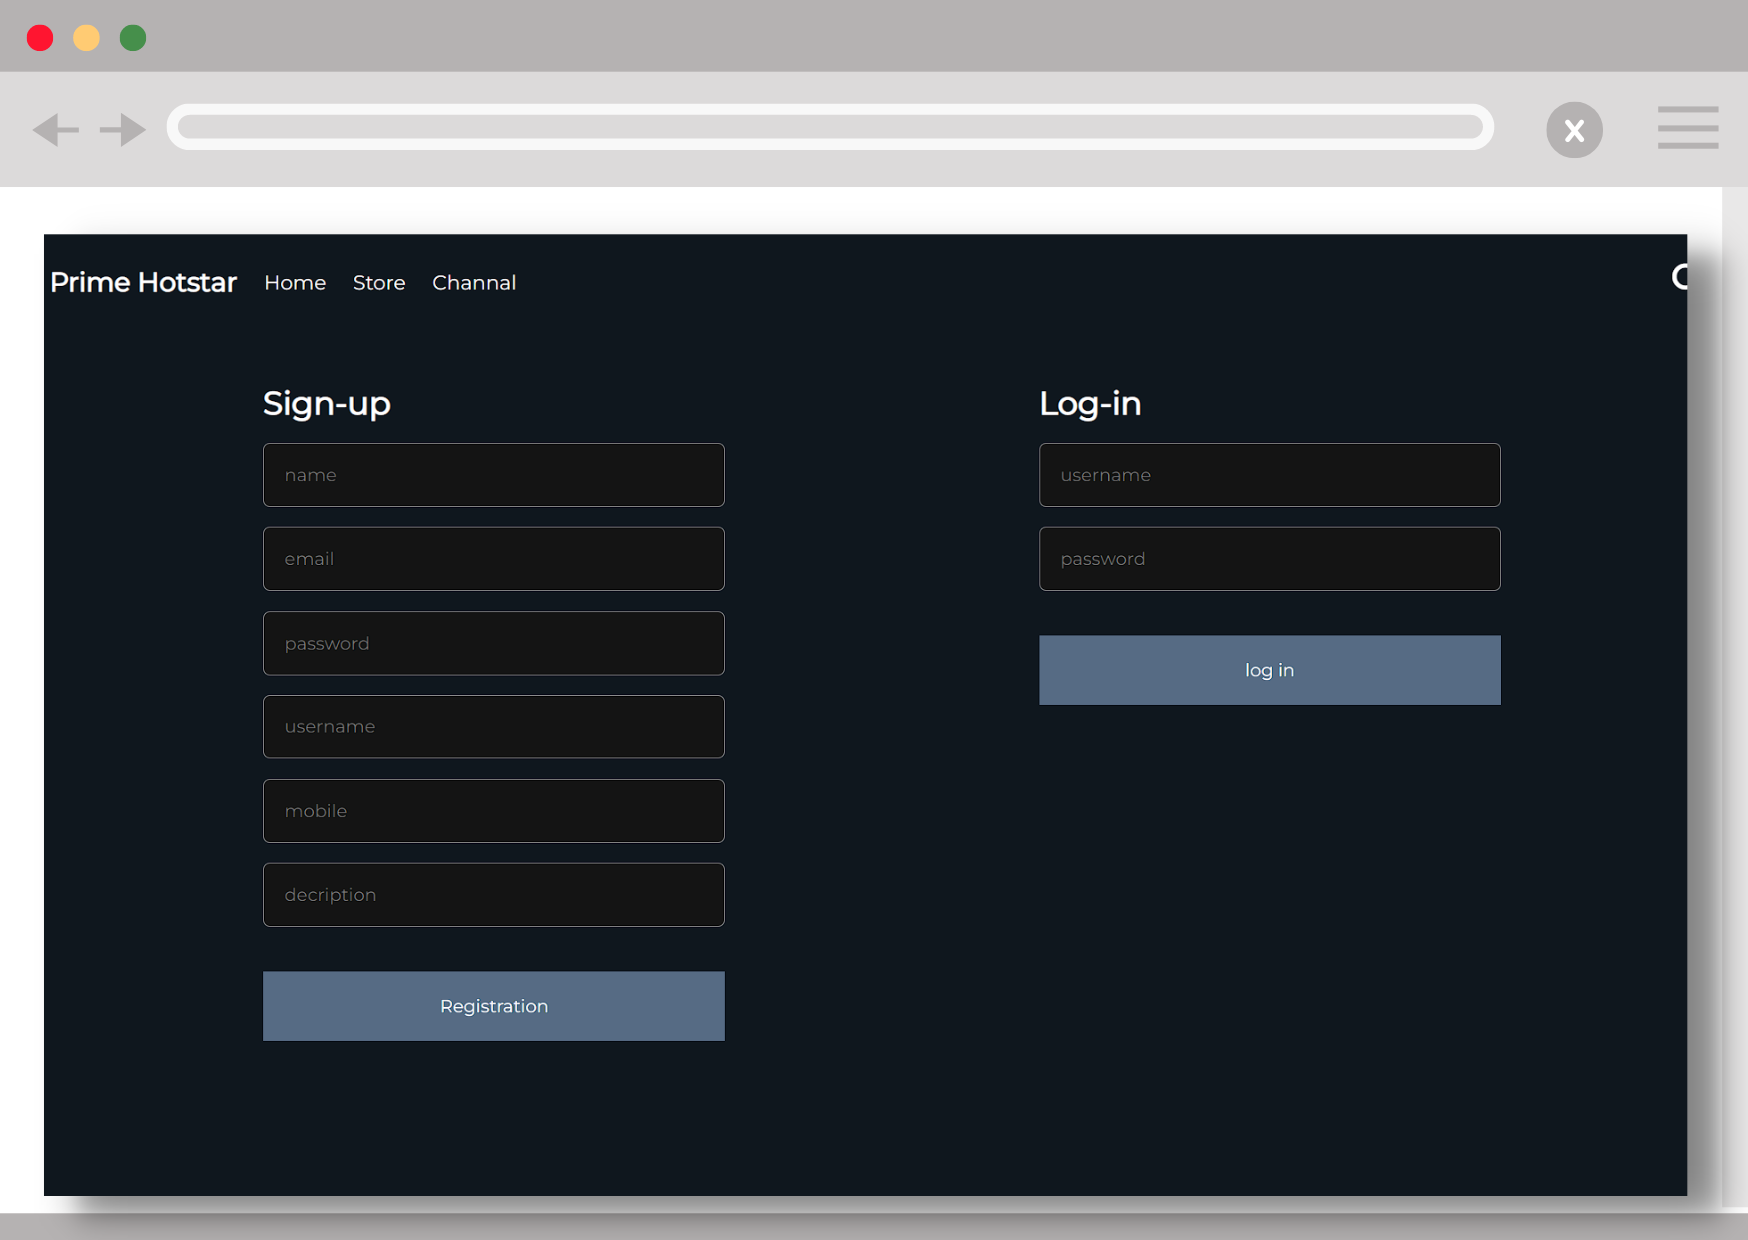 X
Prime Hotstar Home Store Channal
Sign-up
name
email
password
username
mobile
decription
Registration
Log-in
username
password
log in